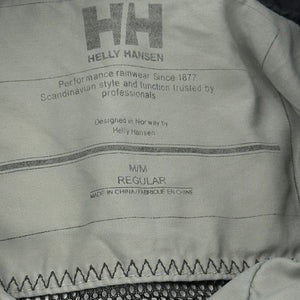 HH
HELLY HANSEN
Performance rainwear Since 1877
Scandinavian style and function trusted by
professionals
Designed in Norway by
Helly Hansen
M/M
REGULAR
MADE IN CHINA/FABRIQUÉ EN CHINE